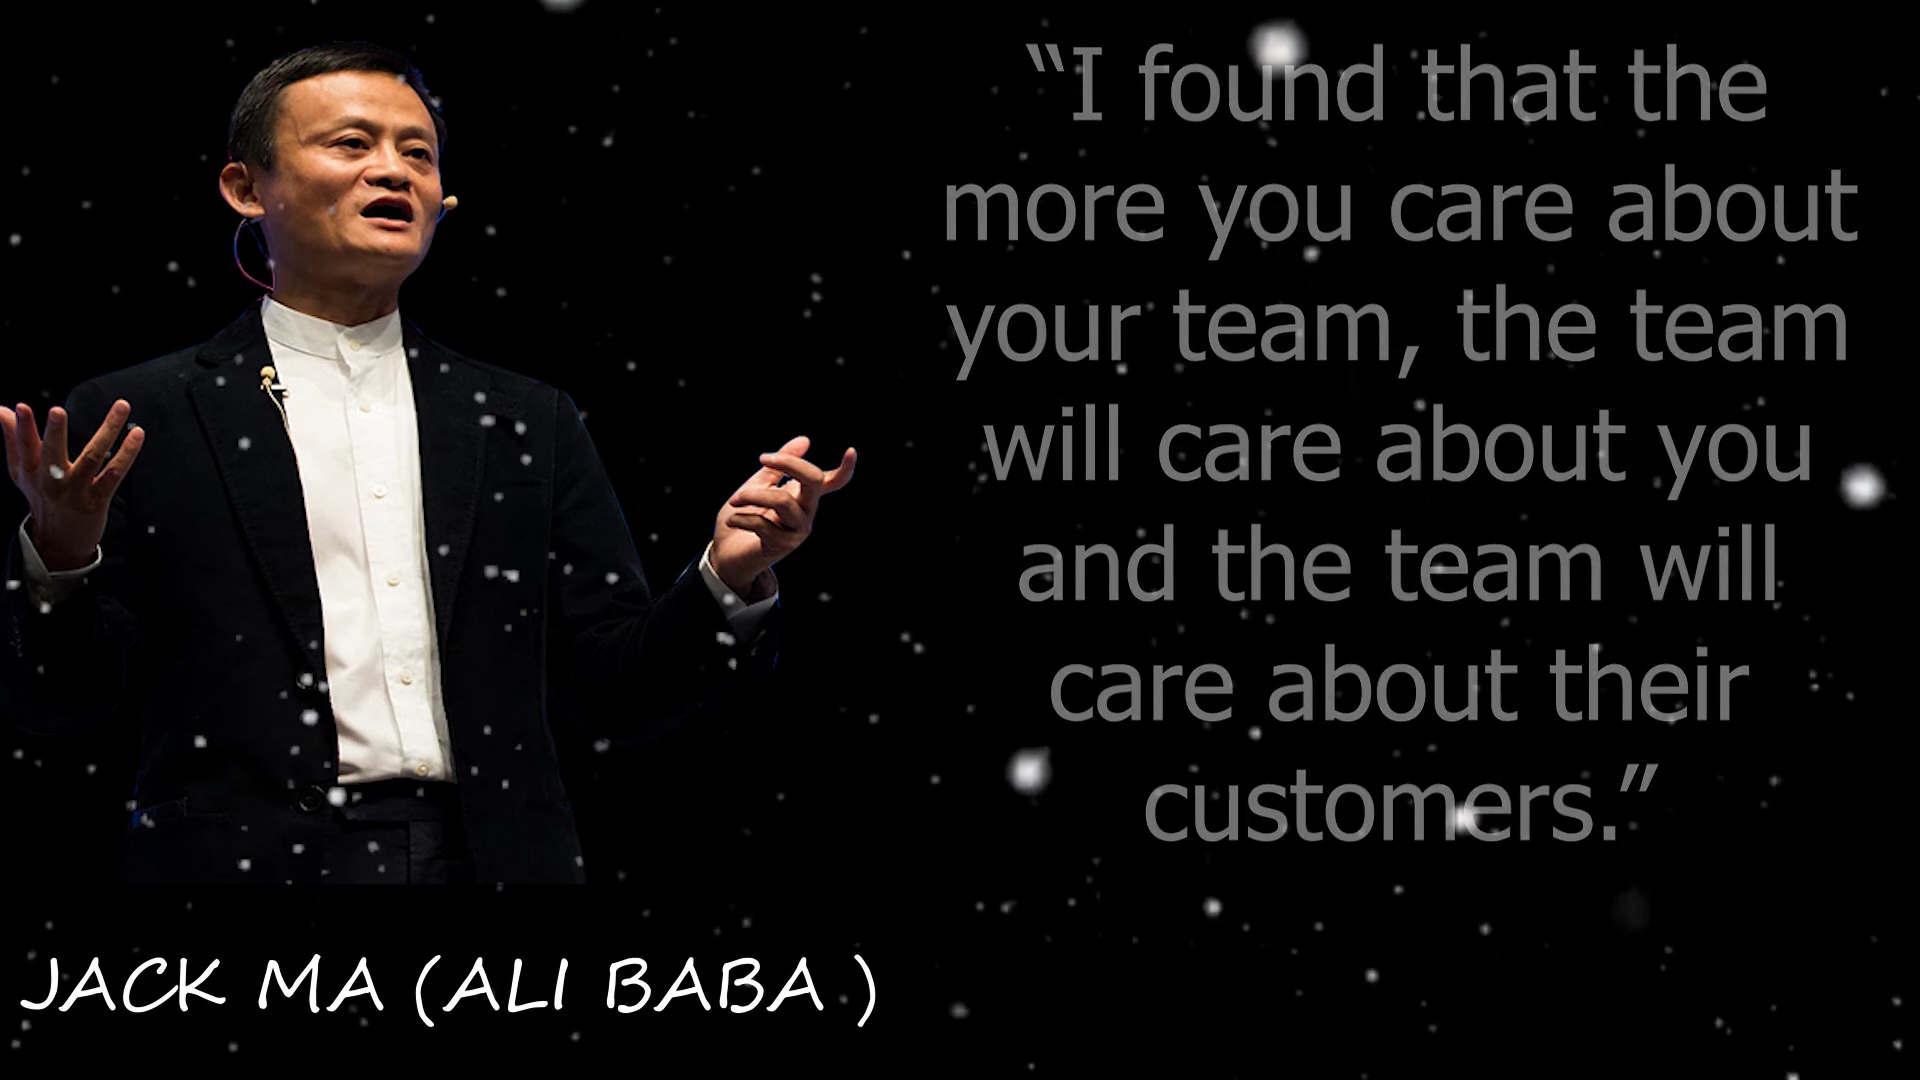 “I found that the
more you care about
your team, the team
will care about you
and the team will
care about their
customers.”
JACK MA (ALI BABA )